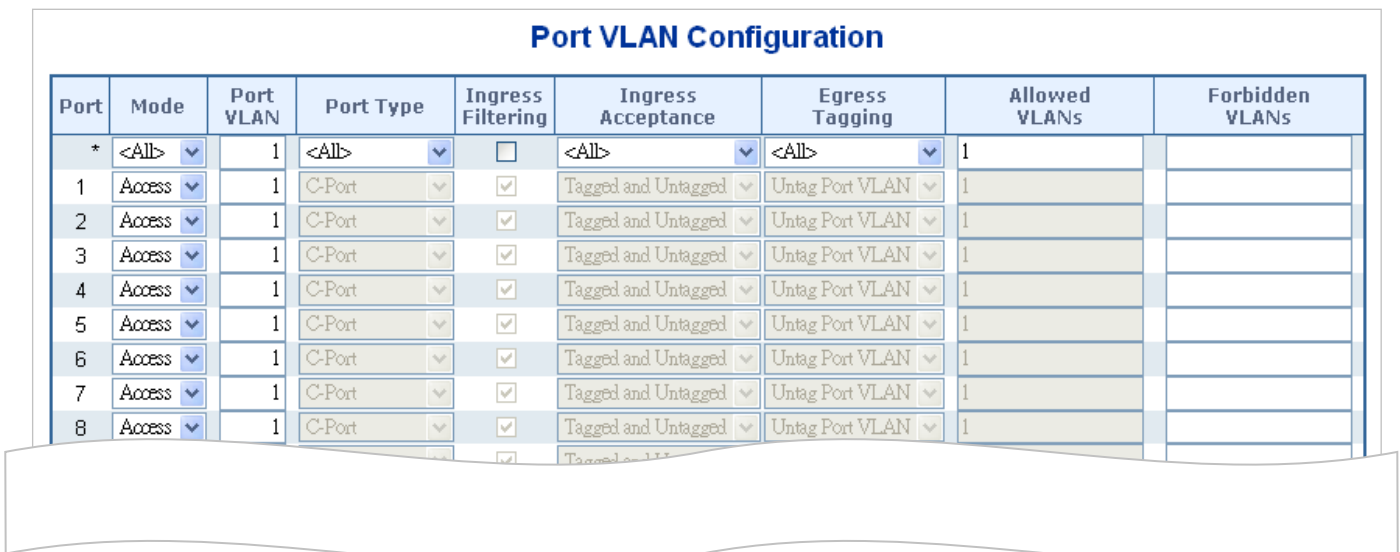 Port VLAN Configuration
Port Mode Port VLAN Port Type Ingress Filtering Ingress Acceptance Egress Tagging Allowed VLANs Forbidden VLANs
* <All> 1 <All> <All> <All> 1
1 Access 1 C-Port Tagged and Untagged Untag Port VLAN 1
2 Access 1 C-Port Tagged and Untagged Untag Port VLAN 1
3 Access 1 C-Port Tagged and Untagged Untag Port VLAN 1
4 Access 1 C-Port Tagged and Untagged Untag Port VLAN 1
5 Access 1 C-Port Tagged and Untagged Untag Port VLAN 1
6 Access 1 C-Port Tagged and Untagged Untag Port VLAN 1
7 Access 1 C-Port Tagged and Untagged Untag Port VLAN 1
8 Access 1 C-Port Tagged and Untagged Untag Port VLAN 1